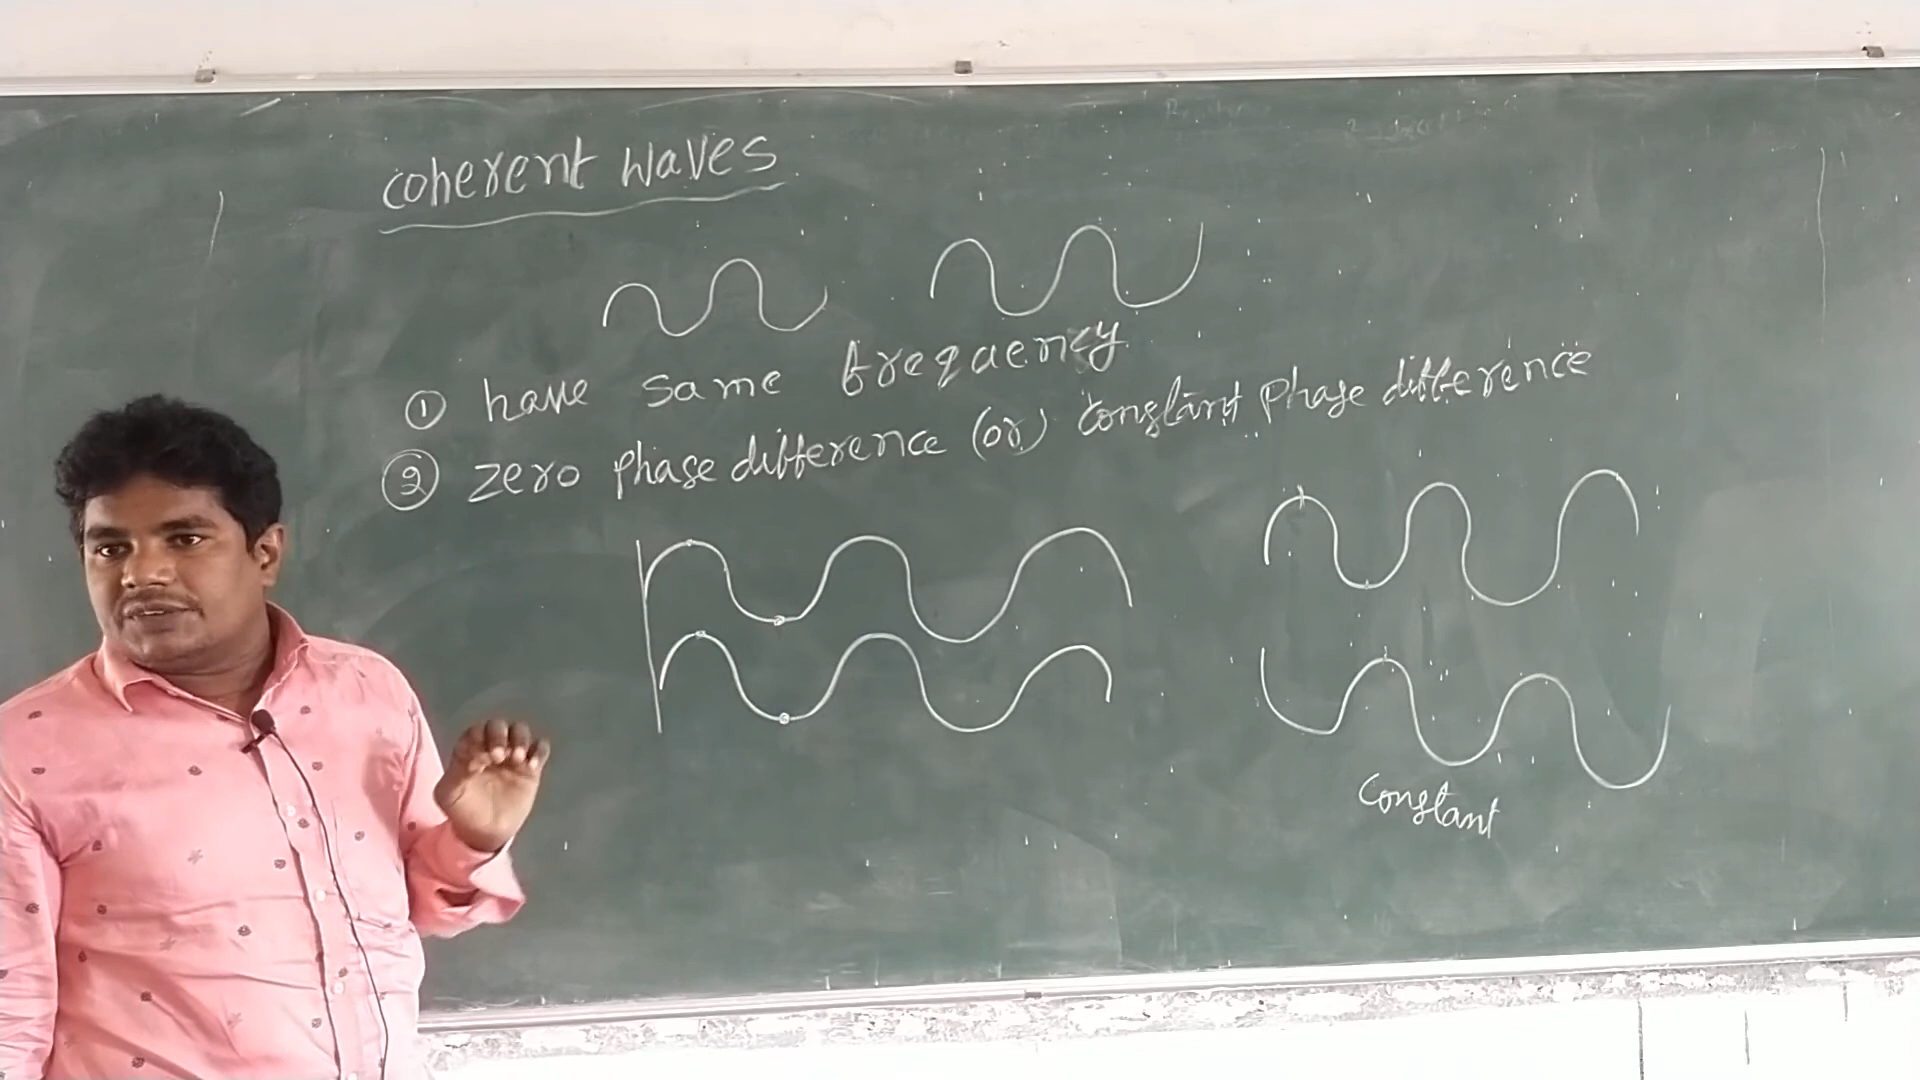 coherent waves
① have same frequency
② zero phase difference (or) constant phase difference
constant